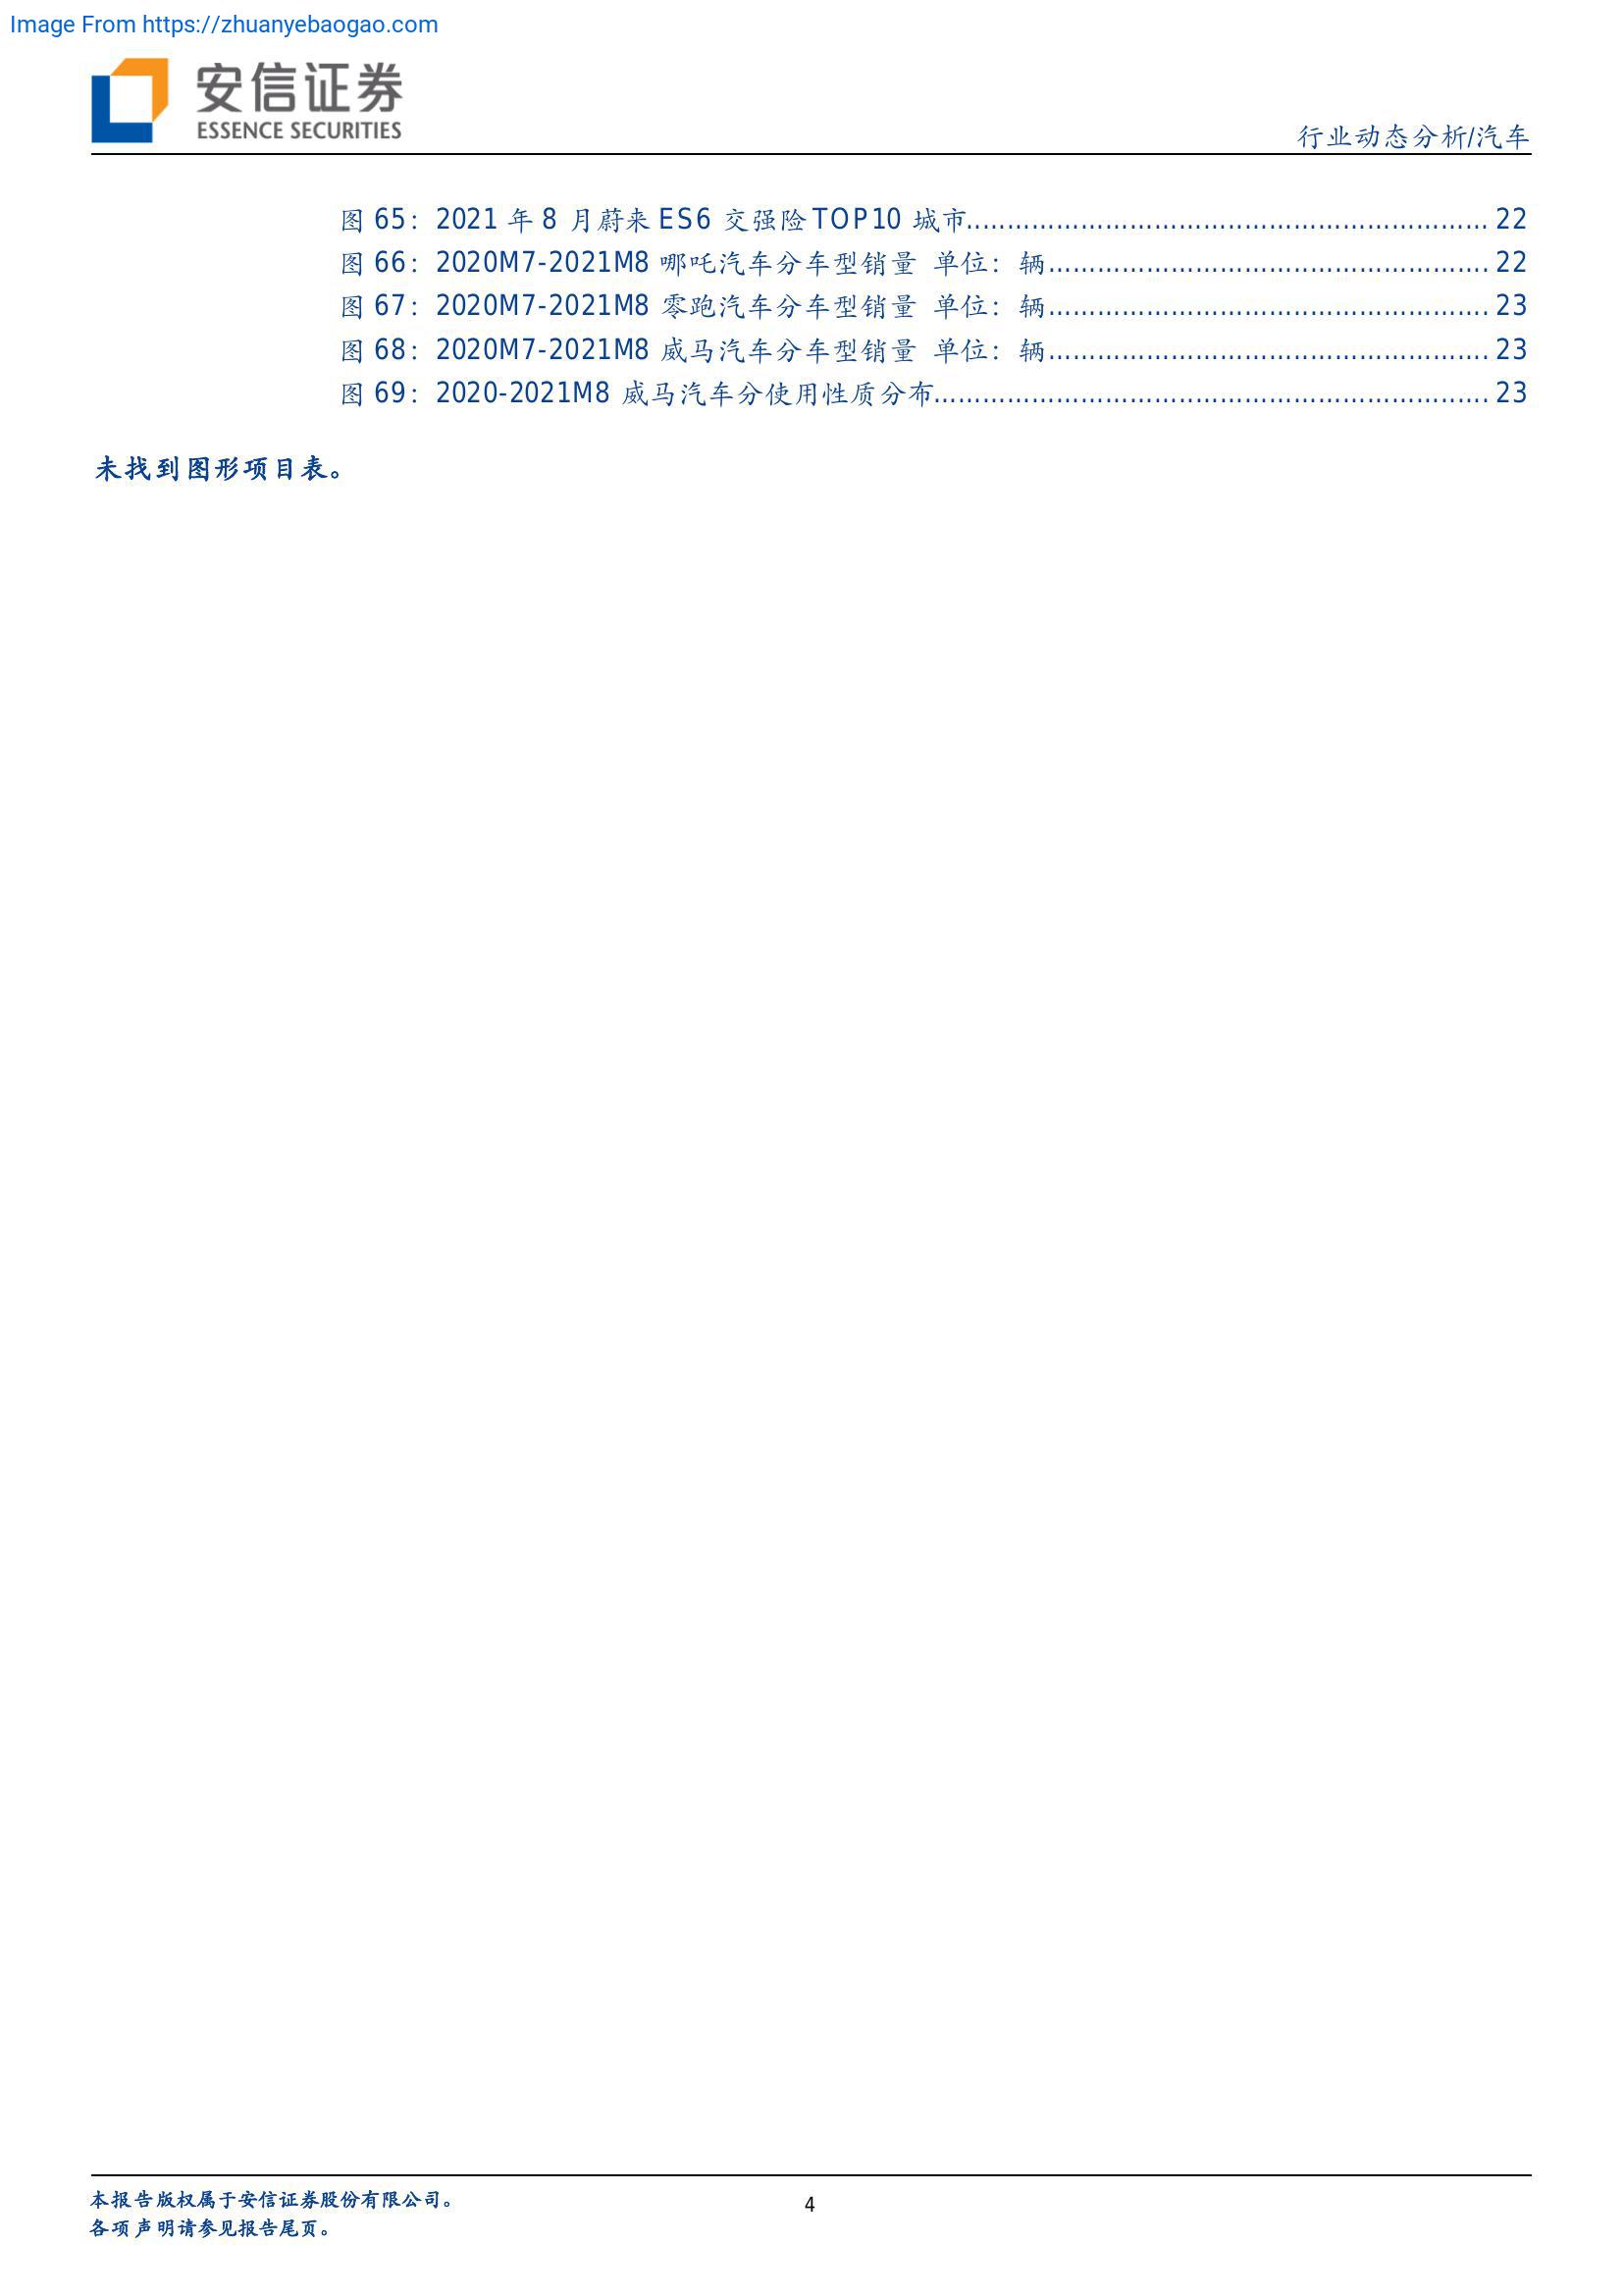 Image From https://zhuanyebaogao.com
安信证券
ESSENCE SECURITIES
行业动态分析/汽车
图 65：2021 年 8 月蔚来 ES6 交强险 TOP10 城市................................................................ 22
图 66：2020M7-2021M8 哪吒汽车分车型销量 单位：辆...................................................... 22
图 67：2020M7-2021M8 零跑汽车分车型销量 单位：辆...................................................... 23
图 68：2020M7-2021M8 威马汽车分车型销量 单位：辆...................................................... 23
图 69：2020-2021M8 威马汽车分使用性质分布.................................................................... 23
未找到图形项目表。
本报告版权属于安信证券股份有限公司。
4
各项声明请参见报告尾页。